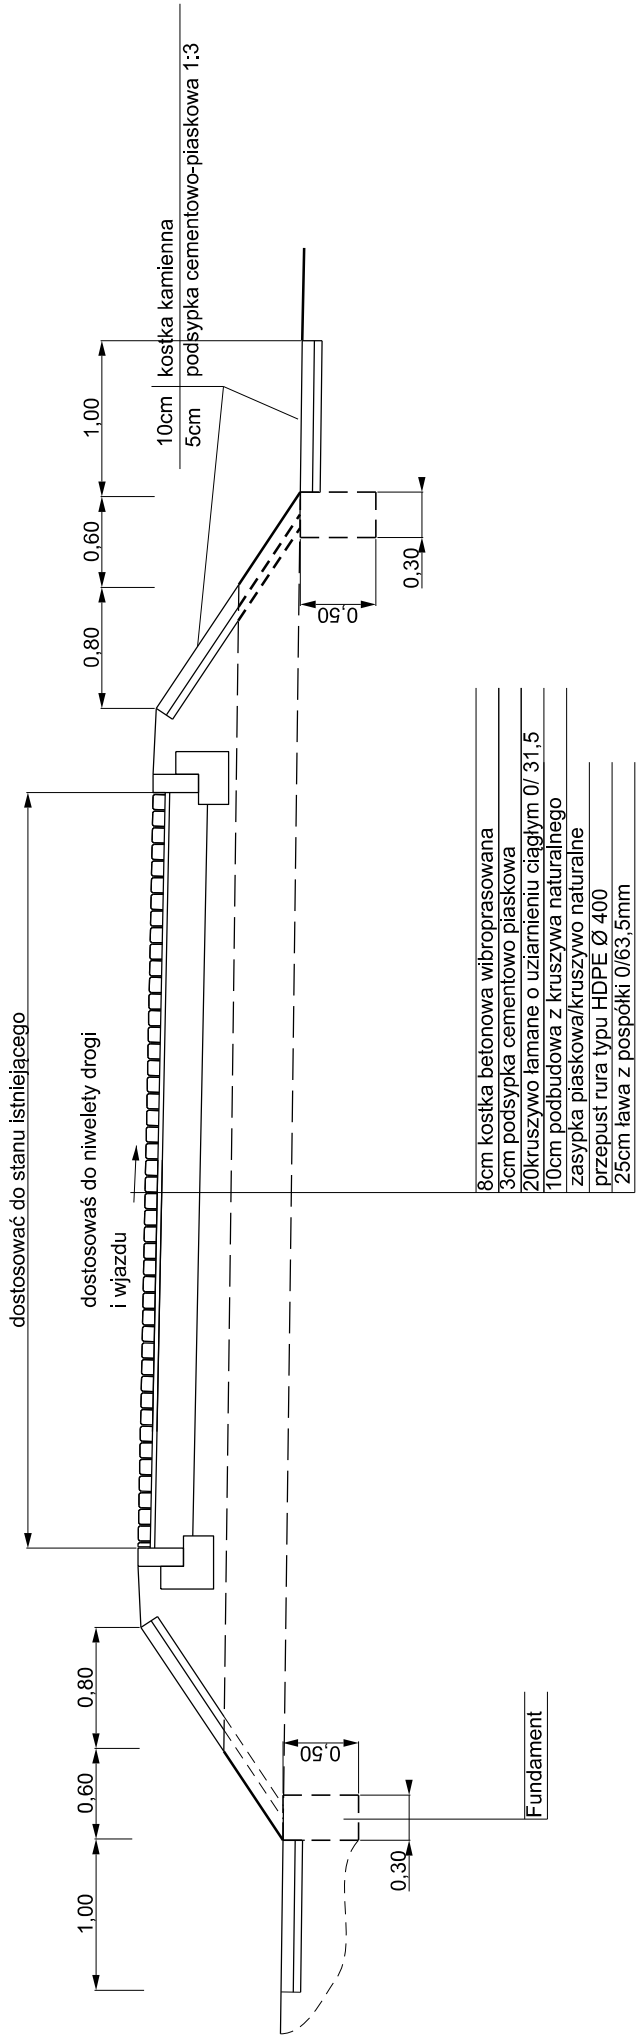 dostosować do stanu istniejącego
dostosowaś do niwelety drogi
i wjazdu
1,00
0,60
0,80
0,80
0,60
1,00
10cm kostka kamienna
5cm podsypka cementowo-piaskowa 1:3
0,50
0,30
0,50
0,30
Fundament
8cm kostka betonowa wibroprasowana
3cm podsypka cementowo piaskowa
20kruszywo łamane o uziarnieniu ciągłym 0/ 31,5
10cm podbudowa z kruszywa naturalnego
zasypka piaskowa/kruszywo naturalne
przepust rura typu HDPE Ø 400
25cm ława z pospółki 0/63,5mm